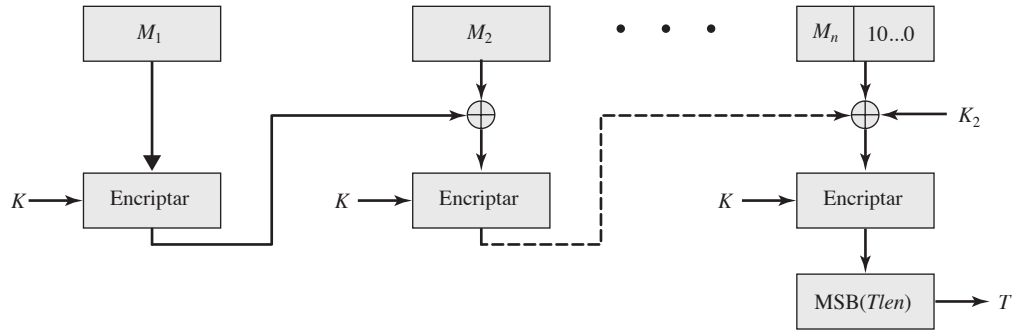 M₁
M₂
• • •
Mₙ 10...0
K₂
K Encriptar
K Encriptar
K Encriptar
MSB(Tlen) T